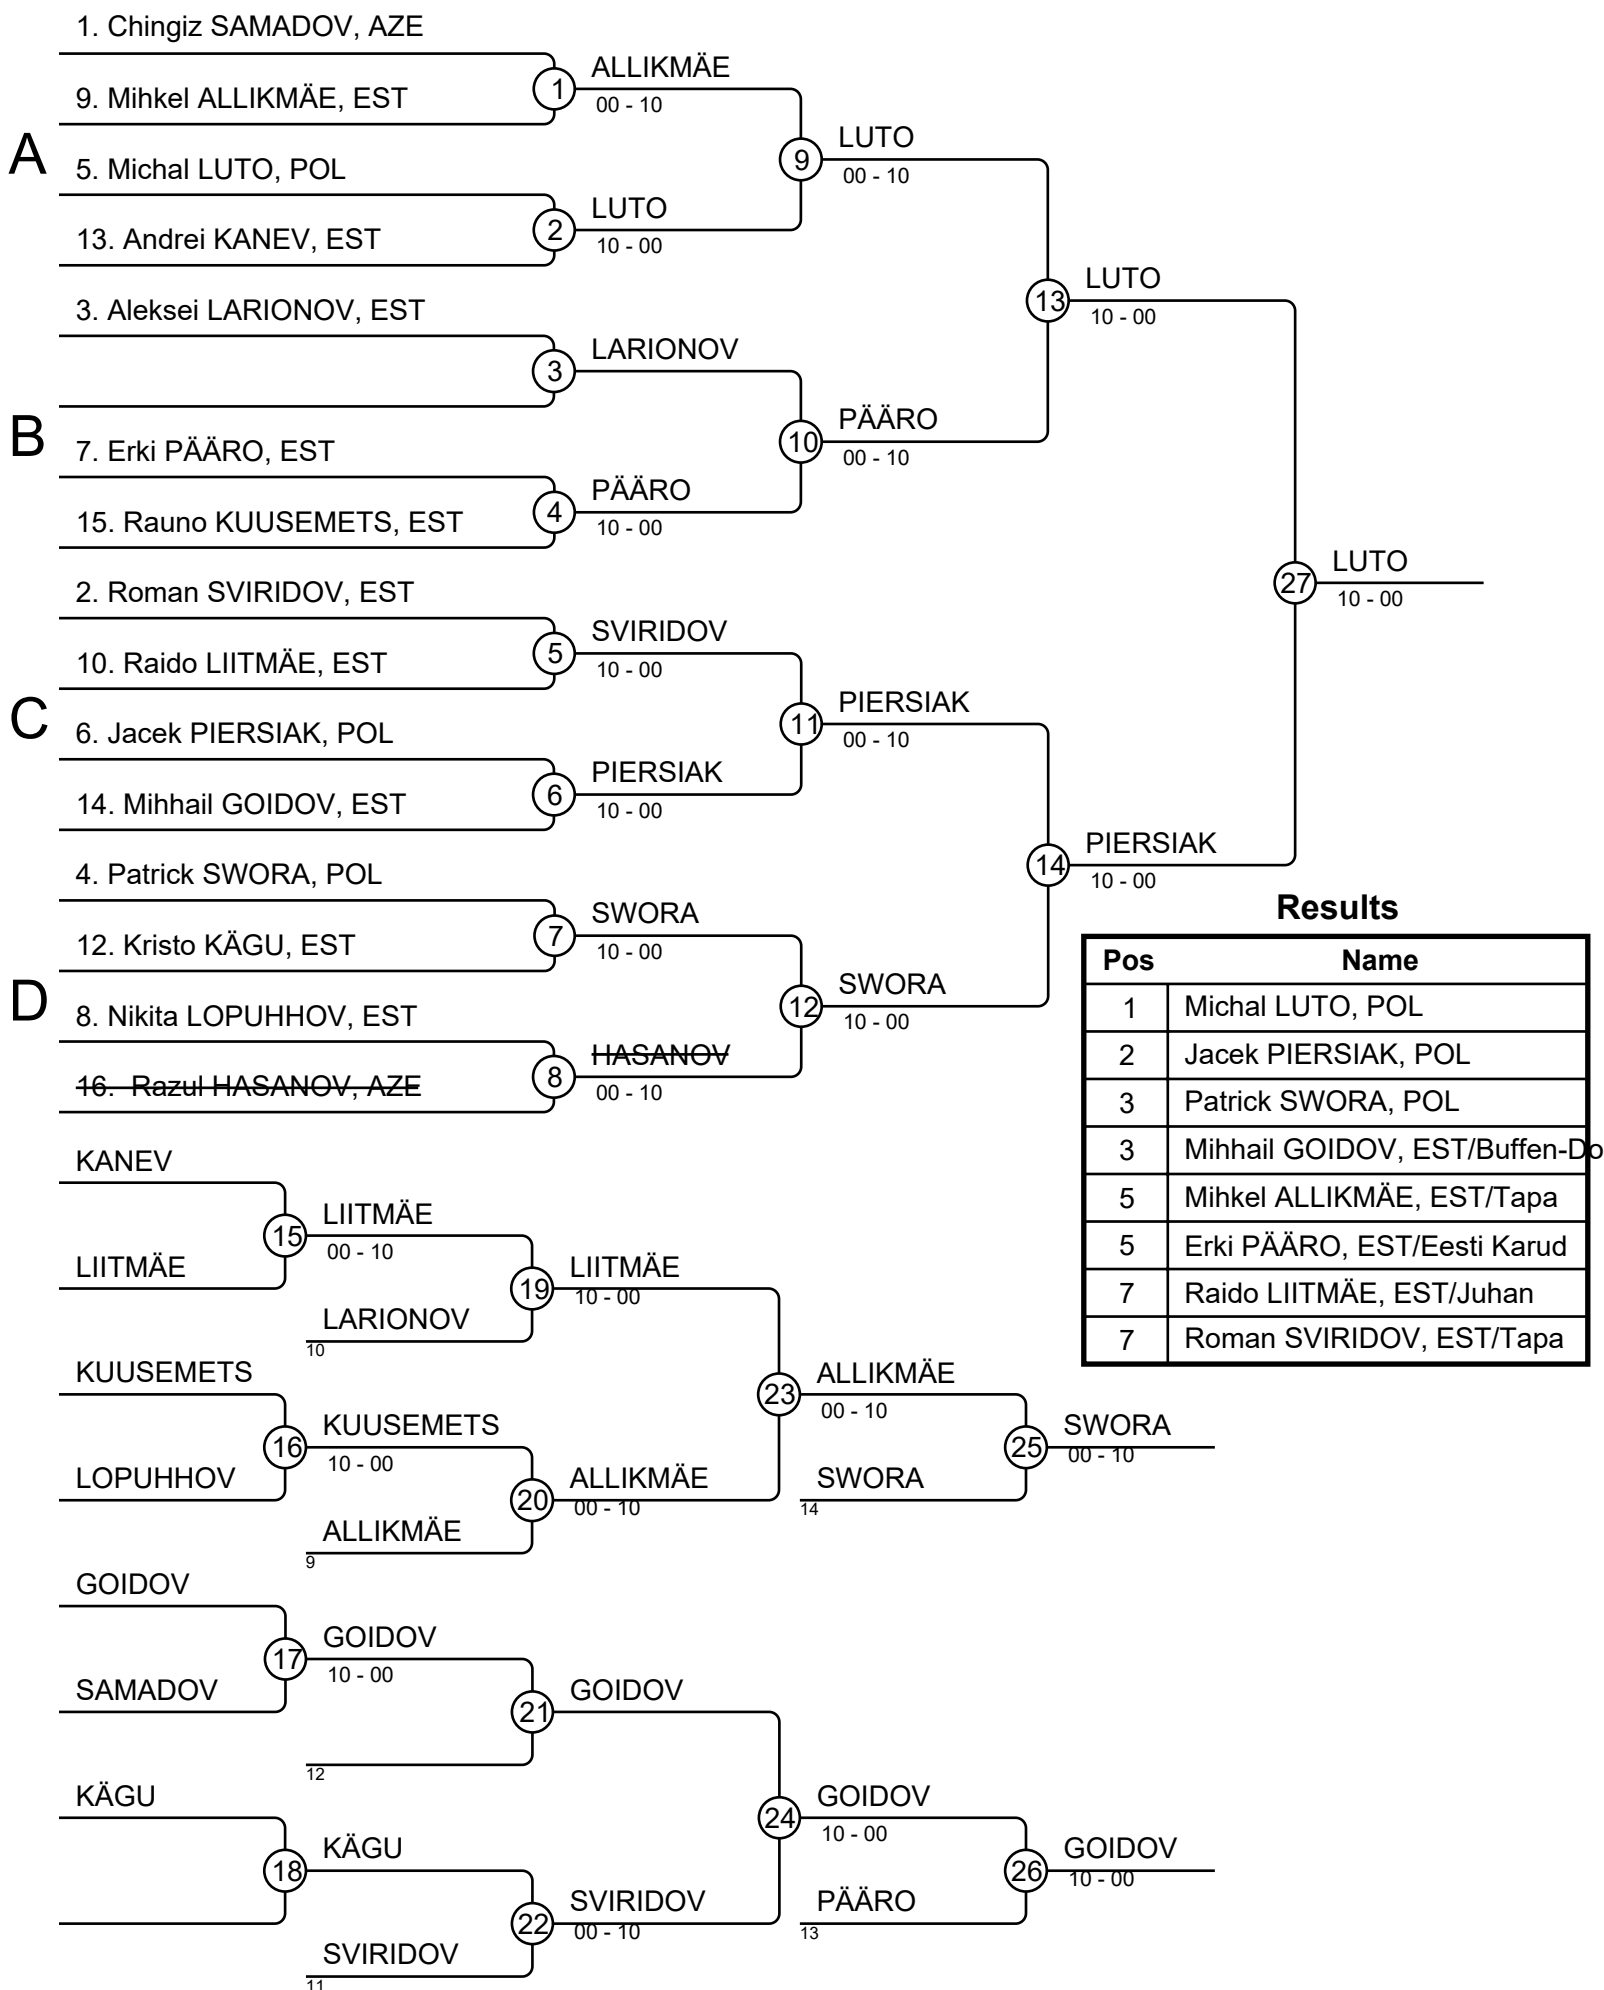 1. Chingiz SAMADOV, AZE
9. Mihkel ALLIKMÄE, EST
A
5. Michal LUTO, POL
13. Andrei KANEV, EST
3. Aleksei LARIONOV, EST
B
7. Erki PÄÄRO, EST
15. Rauno KUUSEMETS, EST
2. Roman SVIRIDOV, EST
10. Raido LIITMÄE, EST
C
6. Jacek PIERSIAK, POL
14. Mihhail GOIDOV, EST
4. Patrick SWORA, POL
12. Kristo KÄGU, EST
D
8. Nikita LOPUHHOV, EST
16. Razul HASANOV, AZE
1
ALLIKMÄE
00 - 10
2
LUTO
10 - 00
3
LARIONOV
4
PÄÄRO
10 - 00
5
SVIRIDOV
10 - 00
6
PIERSIAK
10 - 00
7
SWORA
10 - 00
8
HASANOV
00 - 10
9
LUTO
00 - 10
10
PÄÄRO
00 - 10
11
PIERSIAK
00 - 10
12
SWORA
10 - 00
13
LUTO
10 - 00
14
PIERSIAK
10 - 00
27
LUTO
10 - 00
Results
Pos Name
1 Michal LUTO, POL
2 Jacek PIERSIAK, POL
3 Patrick SWORA, POL
3 Mihhail GOIDOV, EST/Buffen-Do
5 Mihkel ALLIKMÄE, EST/Tapa
5 Erki PÄÄRO, EST/Eesti Karud
7 Raido LIITMÄE, EST/Juhan
7 Roman SVIRIDOV, EST/Tapa
KANEV
LIITMÄE
15
LIITMÄE
00 - 10
LARIONOV
10
19
LIITMÄE
10 - 00
KUUSEMETS
LOPUHHOV
16
KUUSEMETS
10 - 00
ALLIKMÄE
9
20
ALLIKMÄE
00 - 10
23
ALLIKMÄE
00 - 10
SWORA
14
25
SWORA
00 - 10
GOIDOV
SAMADOV
17
GOIDOV
10 - 00
12
21
GOIDOV
KÄGU
18
KÄGU
SVIRIDOV
11
22
SVIRIDOV
00 - 10
24
GOIDOV
10 - 00
PÄÄRO
13
26
GOIDOV
10 - 00